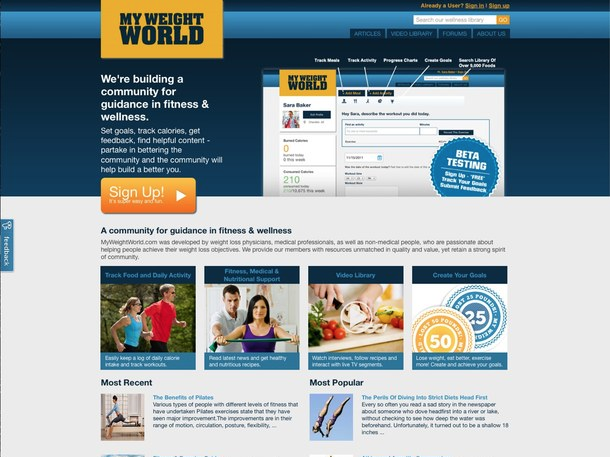 Already a User? Sign in | Sign up
MY WEIGHT
WORLD
Search our wellness library
GO
ARTICLES
VIDEO LIBRARY
FORUMS
ABOUT US
We're building a
community for
guidance in fitness &
wellness.
Set goals, track calories, get
feedback, find helpful content -
partake in bettering the
community and the community will
help build a better you.
Sign Up!
It's super easy and fun.
Track Meals
Track Activity
Progress Charts
Create Goals
Search Library Of
Over 8,000 Foods
MY WEIGHT
WORLD
Sara Baker
Burned Calories
0
burned today
0 this week
Consumed Calories
210
Hey Sara, describe the workout you did today.
BETA
TESTING
Sign Up - 'FREE'
Track Your Goals
Submit Feedback
feedback
A community for guidance in fitness & wellness
MyWeightWorld.com was developed by weight loss physicians, medical professionals, as well as non-medical people, who are passionate about
helping people achieve their weight loss objectives. We provide our members with resources unmatched in quality and value, yet retain a strong spirit
of community.
Track Food and Daily Activity
Easily keep a log of daily calorie
intake and track workouts.
Fitness, Medical &
Nutritional Support
Read latest news and get healthy
and nutritious recipes.
Video Library
Watch interviews, follow recipes and
interact with live TV segments.
Create Your Goals
50
25
Lose weight, eat better, exercise
more! Create and achieve your goals.
Most Recent
The Benefits of Pilates
Various types of people with different levels of fitness that
have undertaken Pilates exercises state that they have
seen major improvement.The improvements are in their
range of motion, circulation, posture, flexibility, ...
Most Popular
The Perils Of Diving Into Strict Diets Head First
Every so often you read a sad story in the newspaper
about someone who dove headfirst into a river or lake,
without checking to see how deep the water was
beforehand. Unfortunately, it turned out to be a shallow 18
inches ...